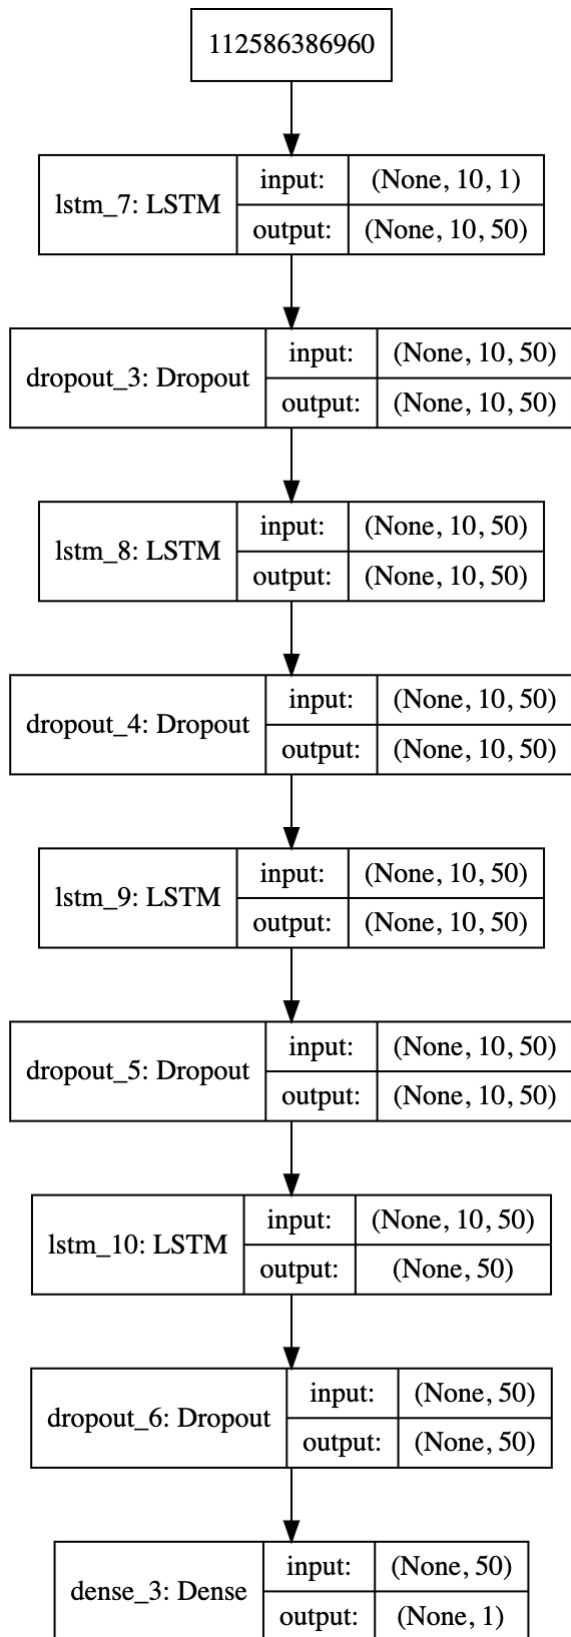 112586386960
lstm_7: LSTM
input:
(None, 10, 1)
output:
(None, 10, 50)
dropout_3: Dropout
input:
(None, 10, 50)
output:
(None, 10, 50)
lstm_8: LSTM
input:
(None, 10, 50)
output:
(None, 10, 50)
dropout_4: Dropout
input:
(None, 10, 50)
output:
(None, 10, 50)
lstm_9: LSTM
input:
(None, 10, 50)
output:
(None, 10, 50)
dropout_5: Dropout
input:
(None, 10, 50)
output:
(None, 10, 50)
lstm_10: LSTM
input:
(None, 10, 50)
output:
(None, 50)
dropout_6: Dropout
input:
(None, 50)
output:
(None, 50)
dense_3: Dense
input:
(None, 50)
output:
(None, 1)